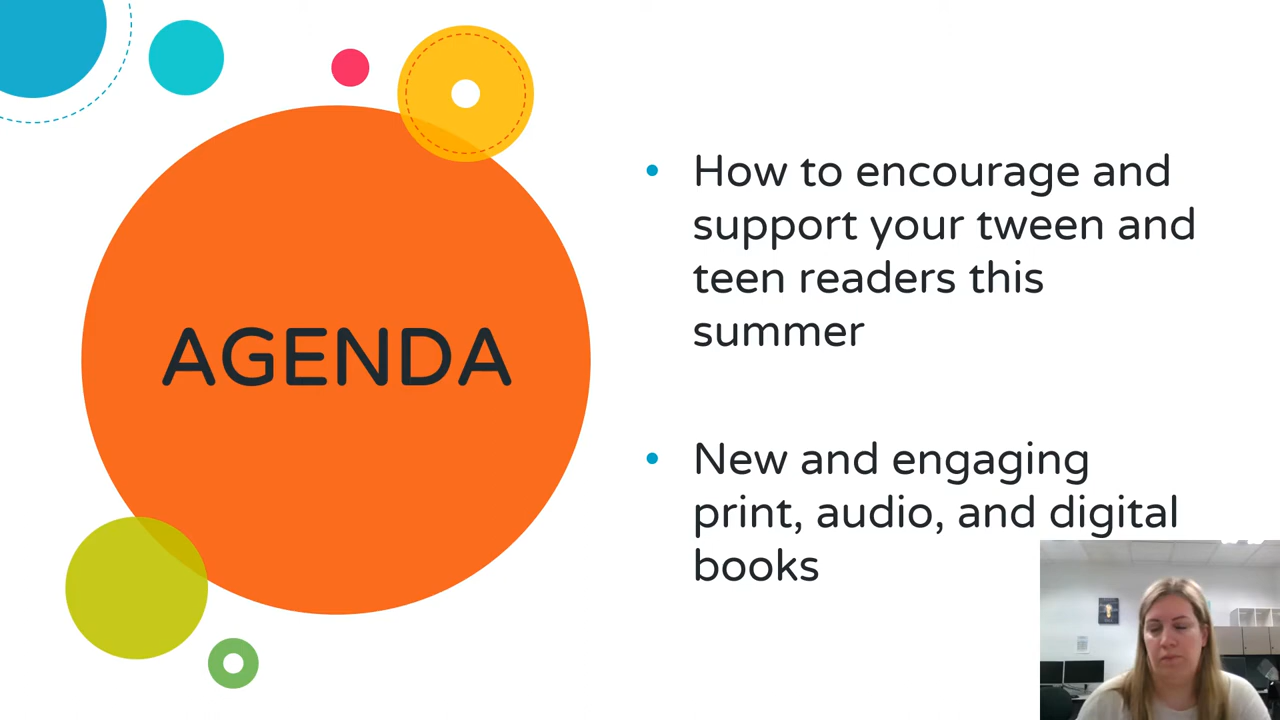 AGENDA
• How to encourage and
support your tween and
teen readers this
summer
• New and engaging
print, audio, and digital
books